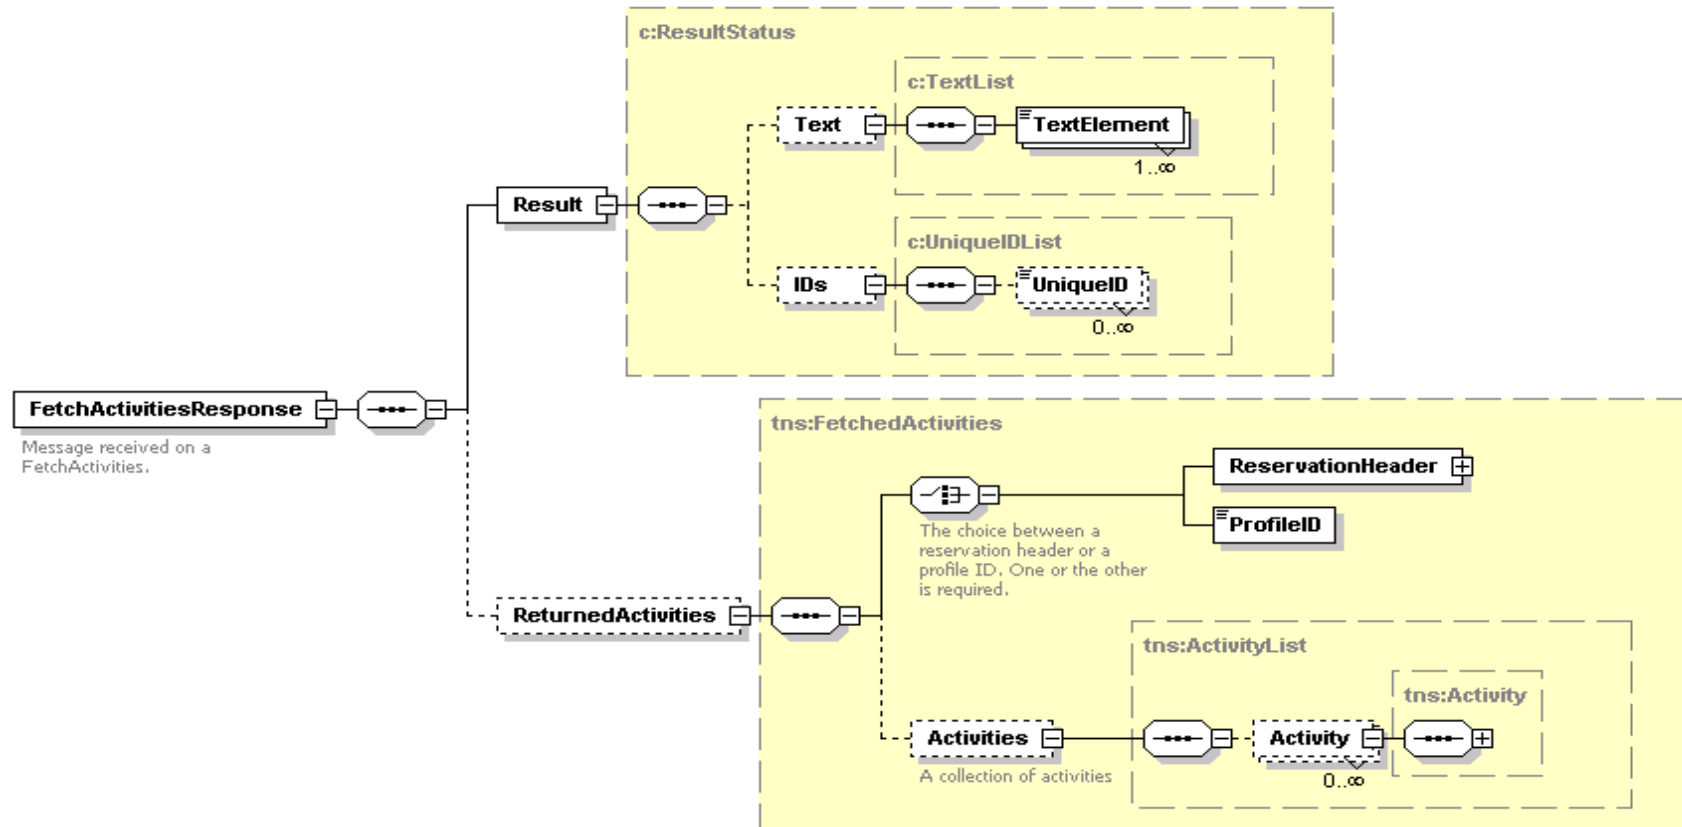 c:ResultStatus
c:TextList
Text
TextElement
1..∞
Result
c:UniqueIDList
IDs
UniqueID
0..∞
FetchActivitiesResponse
Message received on a
FetchActivities.
tns:FetchedActivities
ReservationHeader
ProfileID
The choice between a
reservation header or a
profile ID. One or the other
is required.
ReturnedActivities
tns:ActivityList
tns:Activity
Activities
Activity
A collection of activities
0..∞